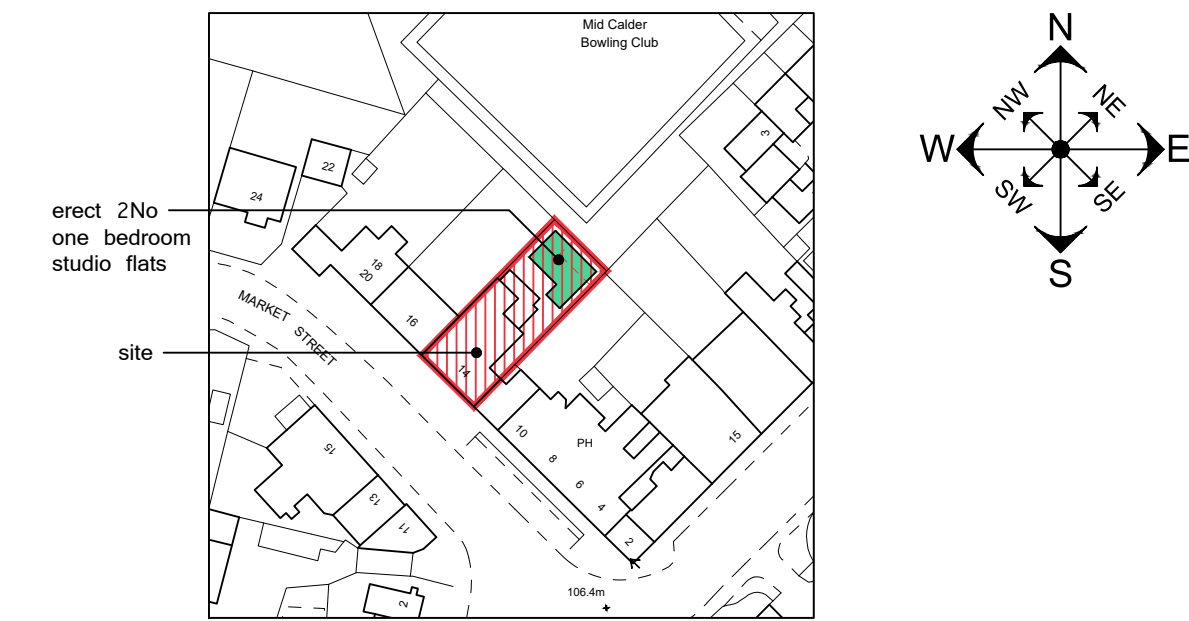 Mid Calder
Bowling Club
N
NW
NE
W
E
SW
SE
S
3
22
24
erect 2No
one bedroom
studio flats
18
20
MARKET STREET
16
site
14
10
PH
8
6
4
2
15
15
13
11
2
106.4m